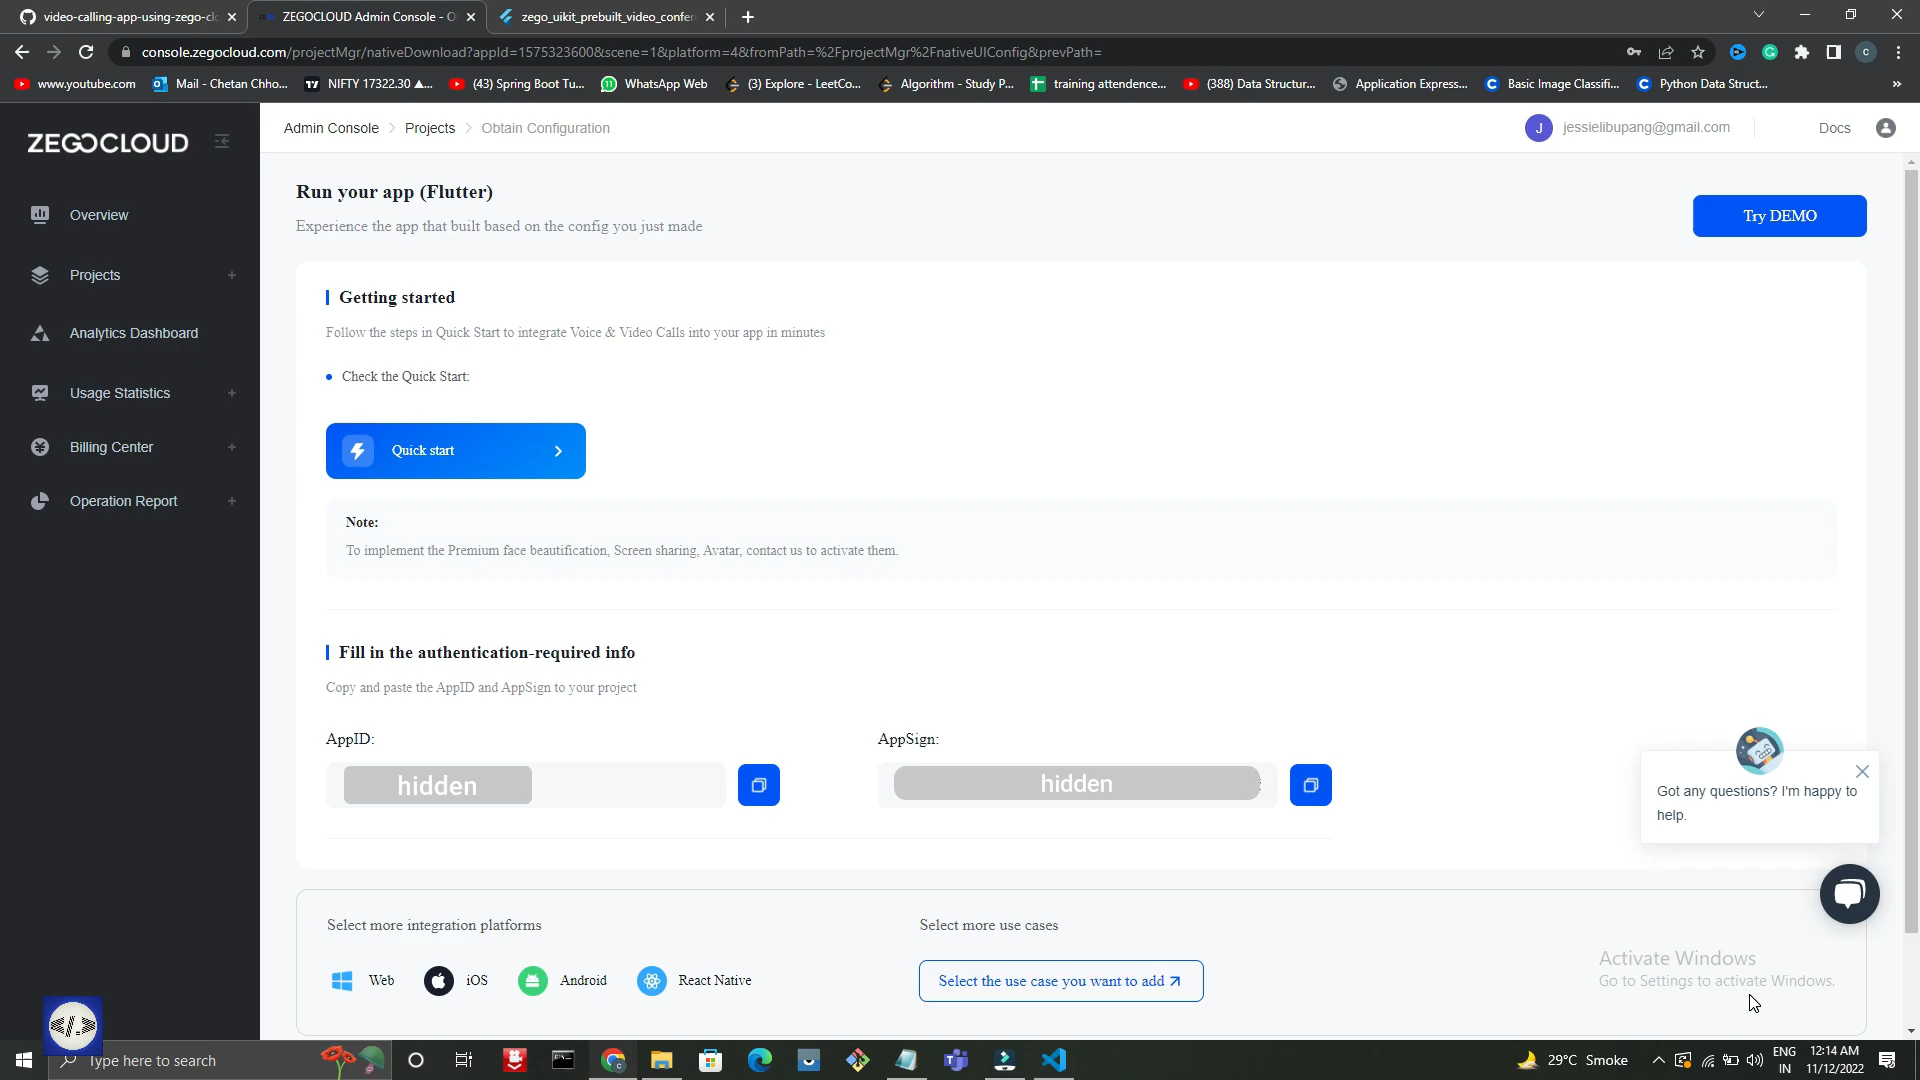 video-calling-app-using-zego-cl
ZEGOCLOUD Admin Console - O
zego_uikit_prebuilt_video_confer
console.zegocloud.com/projectMgr/nativeDownload?appId=1575323600&scene=1&platform=4&fromPath=%2FprojectMgr%2FnativeUIConfig&prevPath=
www.youtube.com
Mail - Chetan Chho...
NIFTY 17322.30 ▲...
(43) Spring Boot Tu...
WhatsApp Web
(3) Explore - LeetCo...
Algorithm - Study P...
training attendence...
(388) Data Structur...
Application Express...
Basic Image Classifi...
Python Data Struct...
»
ZEGOCLOUD
Admin Console > Projects > Obtain Configuration
J
jessielibupang@gmail.com
Docs
Overview
Projects +
Analytics Dashboard
Usage Statistics +
Billing Center +
Operation Report +
Run your app (Flutter)
Experience the app that built based on the config you just made
Try DEMO
Getting started
Follow the steps in Quick Start to integrate Voice & Video Calls into your app in minutes
Check the Quick Start:
Quick start
Note:
To implement the Premium face beautification, Screen sharing, Avatar, contact us to activate them.
Fill in the authentication-required info
Copy and paste the AppID and AppSign to your project
AppID:
AppSign:
hidden
hidden
Got any questions? I'm happy to
help.
Select more integration platforms
Select more use cases
Web
iOS
Android
React Native
Select the use case you want to add
Activate Windows
Go to Settings to activate Windows.
</>
Type here to search
29°C Smoke
ENG
IN
12:14 AM
11/12/2022